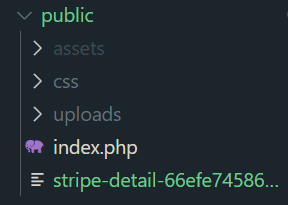 public
assets
css
uploads
index.php
stripe-detail-66efe74586...